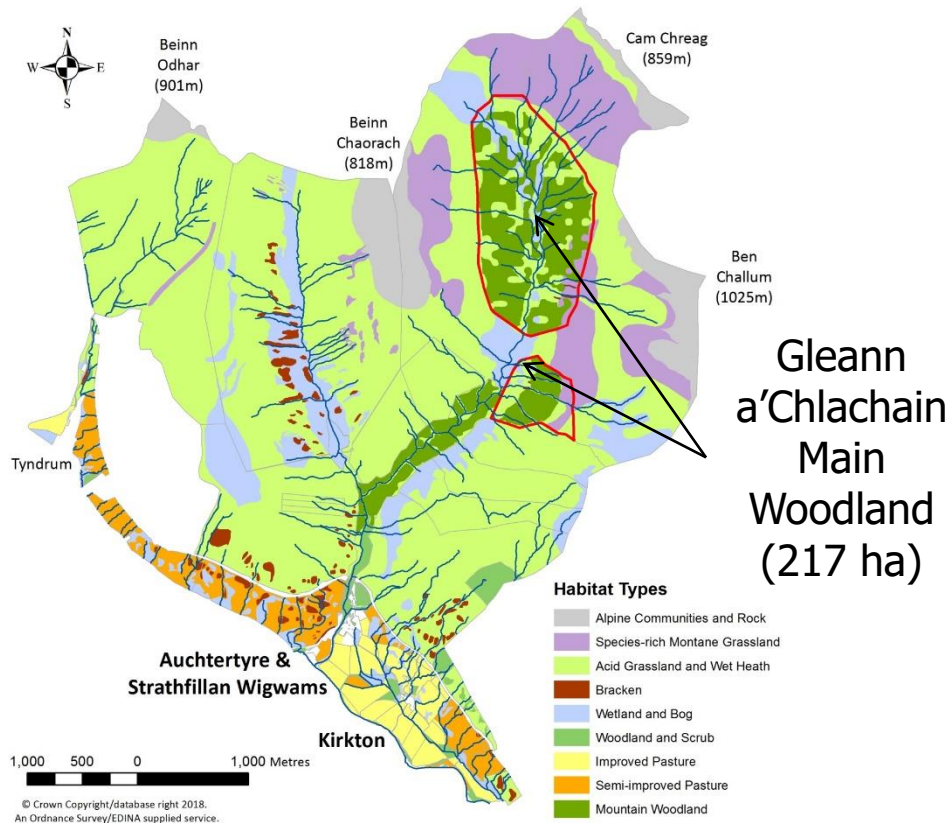 N
W
E
S
Beinn
Odhar
(901m)
Beinn
Chaorach
(818m)
Cam Chreag
(859m)
Ben
Challum
(1025m)
Gleann
a’Chlachain
Main
Woodland
(217 ha)
Tyndrum
Auchtertyre &
Strathfillan Wigwams
Kirkton
Habitat Types
Alpine Communities and Rock
Species-rich Montane Grassland
Acid Grassland and Wet Heath
Bracken
Wetland and Bog
Woodland and Scrub
Improved Pasture
Semi-improved Pasture
Mountain Woodland
1,000 500 0 1,000 Metres
© Crown Copyright/database right 2018.
An Ordnance Survey/EDINA supplied service.